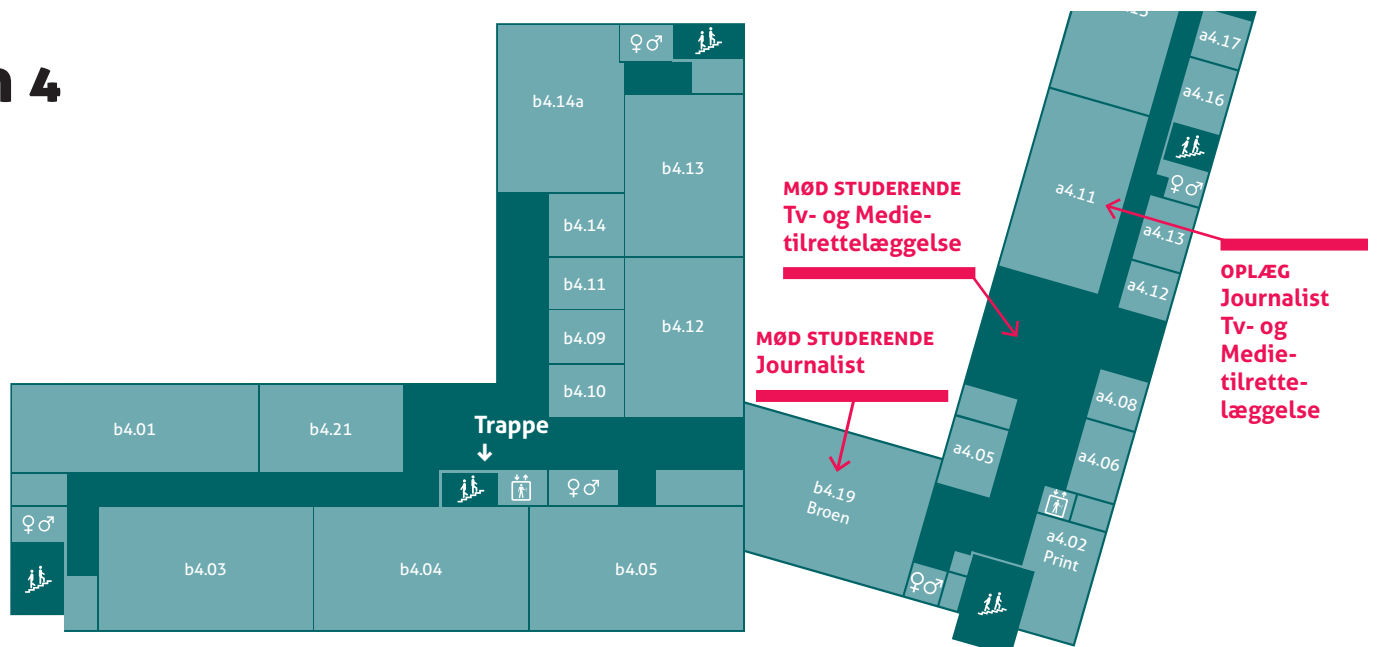 4
b4.14a
b4.13
b4.14
b4.11
b4.12
b4.09
b4.10
b4.01
b4.21
Trappe
b4.03
b4.04
b4.05
b4.19
Broen
MØD STUDERENDE
Tv- og Medie-
tilrettelæggelse
MØD STUDERENDE
Journalist
a4.17
a4.16
a4.11
a4.13
a4.12
a4.08
a4.05
a4.06
a4.02
Print
OPLÆG
Journalist
Tv- og
Medie-
tilrette-
læggelse